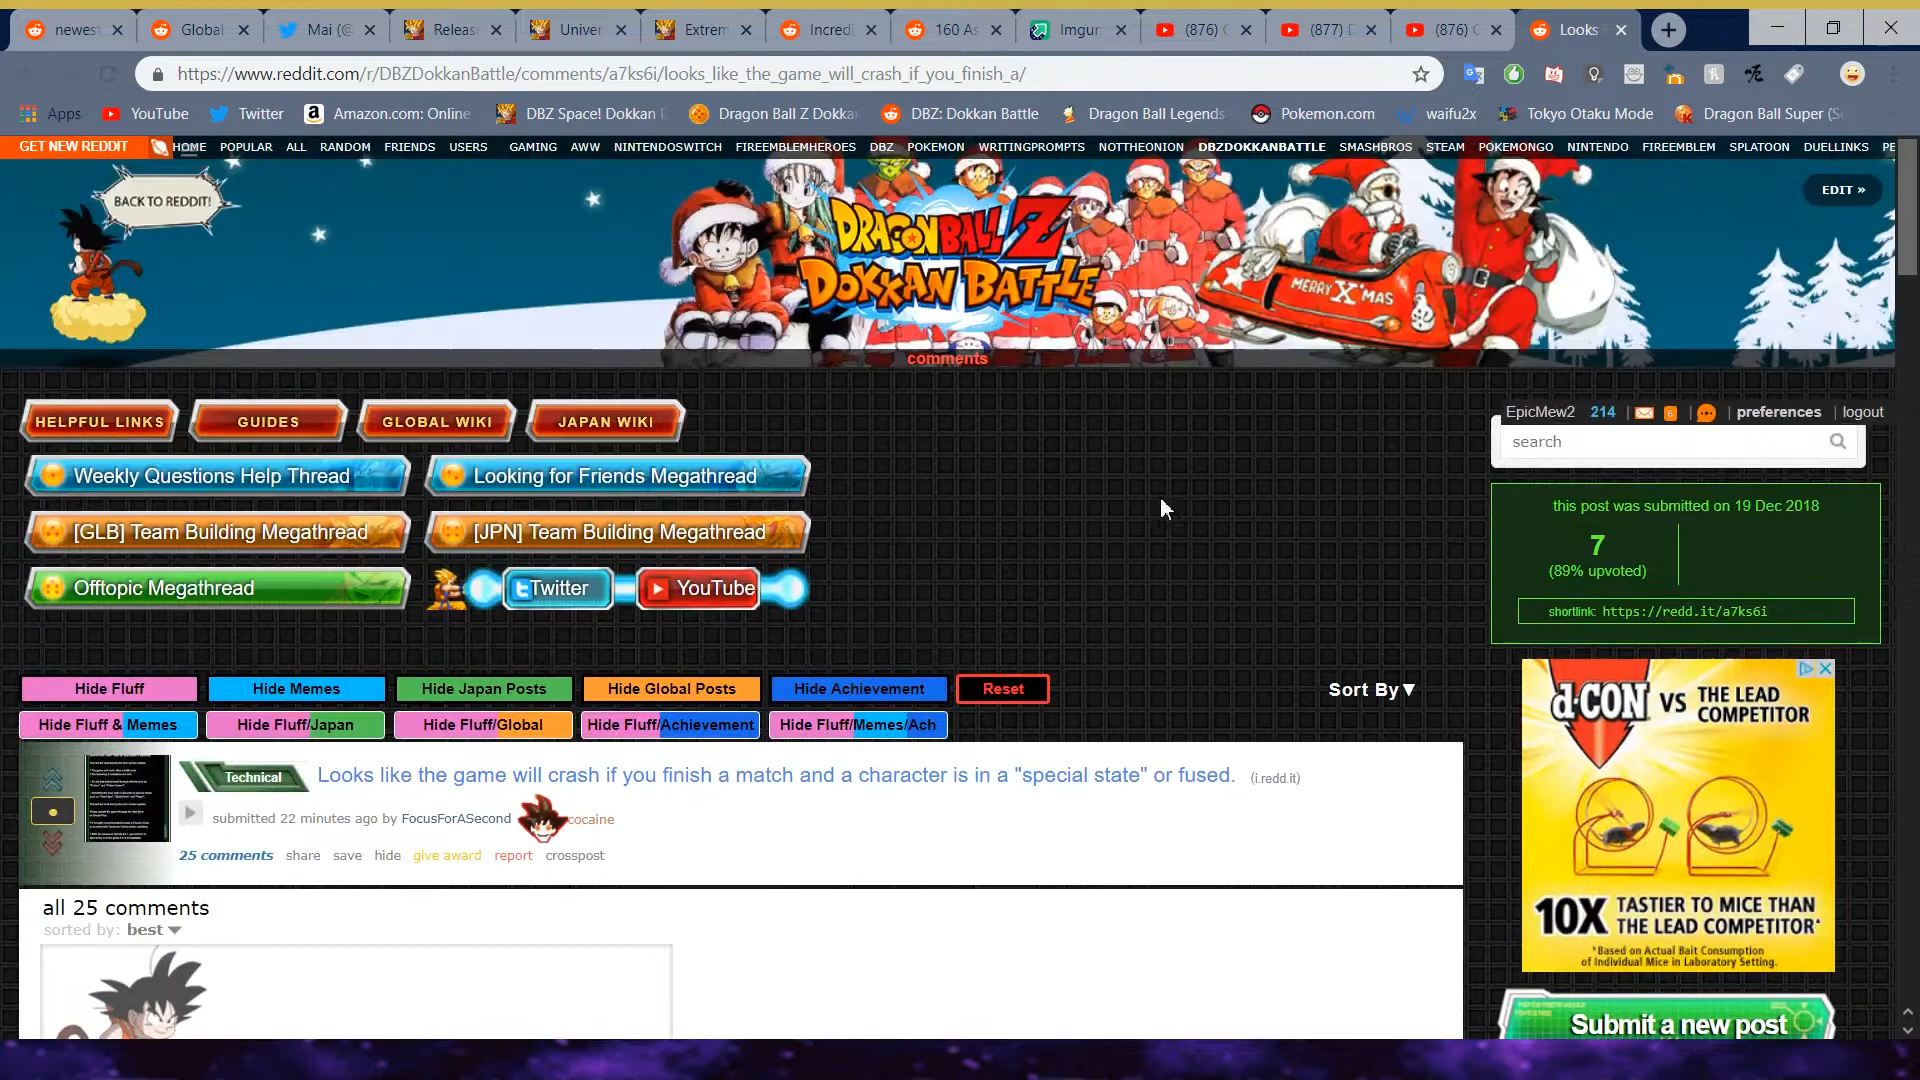 newest
Global
Mai (@
Releas
Univer
Extrem
Incredi
160 As
Imgur:
(876) 
(877) D
(876) 
Looks
https://www.reddit.com/r/DBZDokkanBattle/comments/a7ks6i/looks_like_the_game_will_crash_if_you_finish_a/
Apps YouTube Twitter Amazon.com: Online DBZ Space! Dokkan Dragon Ball Z Dokka DBZ: Dokkan Battle Dragon Ball Legends Pokemon.com waifu2x Tokyo Otaku Mode Dragon Ball Super (S
GET NEW REDDIT HOME POPULAR ALL RANDOM FRIENDS USERS GAMING AWW NINTENDOSWITCH FIREEMBLEMHEROES DBZ POKEMON WRITINGPROMPTS NOTTHEONION DBZDOKKANBATTLE SMASHBROS STEAM POKEMONGO NINTENDO FIREEMBLEM SPLATOON DUELLINKS PE
BACK TO REDDIT!
DRAGON BALL Z
DOKKAN BATTLE
MERRY X'MAS
EDIT »
comments
HELPFUL LINKS GUIDES GLOBAL WIKI JAPAN WIKI
Weekly Questions Help Thread Looking for Friends Megathread
[GLB] Team Building Megathread [JPN] Team Building Megathread
Offtopic Megathread Twitter YouTube
EpicMew2 214 | 6 | | preferences | logout
search
this post was submitted on 19 Dec 2018
7
(89% upvoted)
shortlink: https://redd.it/a7ks6i
Hide Fluff Hide Memes Hide Japan Posts Hide Global Posts Hide Achievement Reset
Sort By▼
Hide Fluff & Memes Hide Fluff/Japan Hide Fluff/Global Hide Fluff/Achievement Hide Fluff/Memes/Ach
Technical Looks like the game will crash if you finish a match and a character is in a "special state" or fused. (i.redd.it)
submitted 22 minutes ago by FocusForASecond cocaine
25 comments share save hide give award report crosspost
all 25 comments
sorted by: best ▼
d-CON VS THE LEAD
COMPETITOR
10X TASTIER TO MICE THAN
THE LEAD COMPETITOR*
*Based on Actual Bait Consumption
of Individual Mice in Laboratory Setting.
Submit a new post